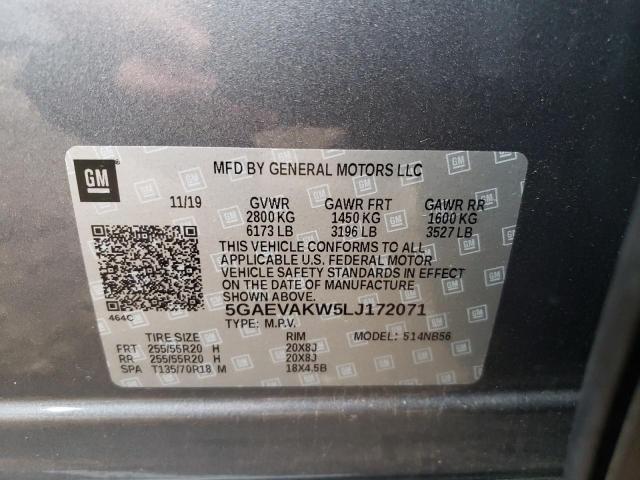 GM
MFD BY GENERAL MOTORS LLC
11/19 GVWR GAWR FRT GAWR RR
2800 KG 1450 KG 1600 KG
6173 LB 3196 LB 3527 LB
THIS VEHICLE CONFORMS TO ALL
APPLICABLE U.S. FEDERAL MOTOR
VEHICLE SAFETY STANDARDS IN EFFECT
ON THE DATE OF MANUFACTURE
SHOWN ABOVE.
464C
5GAEVAKW5LJ172071
TYPE: M.P.V. MODEL: 514NB56
TIRE SIZE RIM
FRT 255/55R20 H 20X8J
RR 255/55R20 H 20X8J
SPA T135/70R18 M 18X4.5B